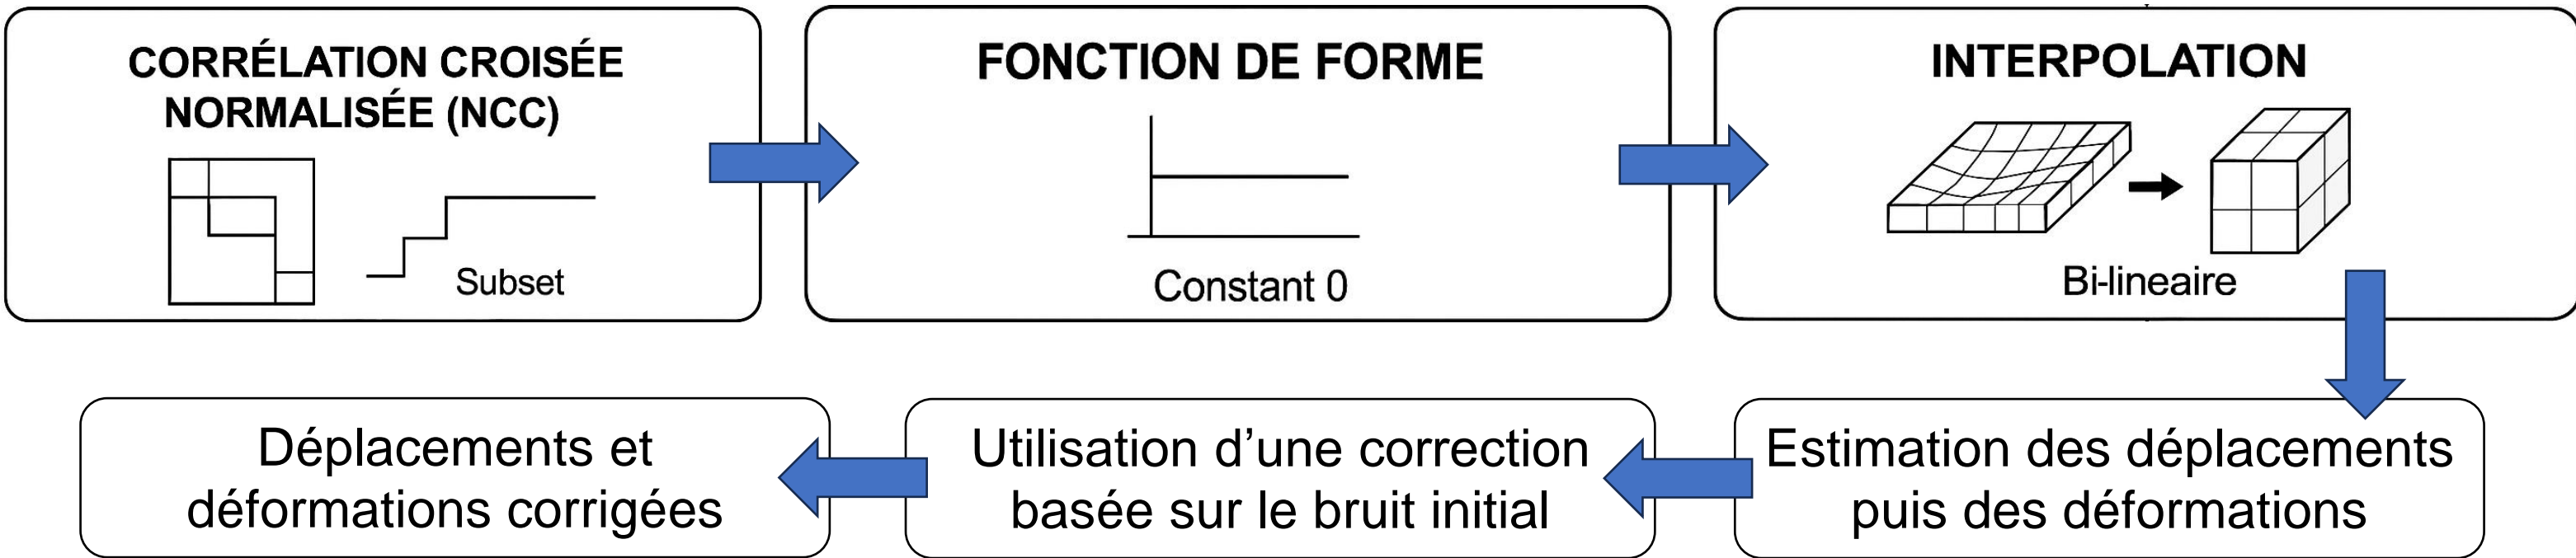 CORRÉLATION CROISÉE
NORMALISÉE (NCC)
Subset
FONCTION DE FORME
Constant 0
INTERPOLATION
Bi-lineaire
Estimation des déplacements
puis des déformations
Utilisation d’une correction
basée sur le bruit initial
Déplacements et
déformations corrigées